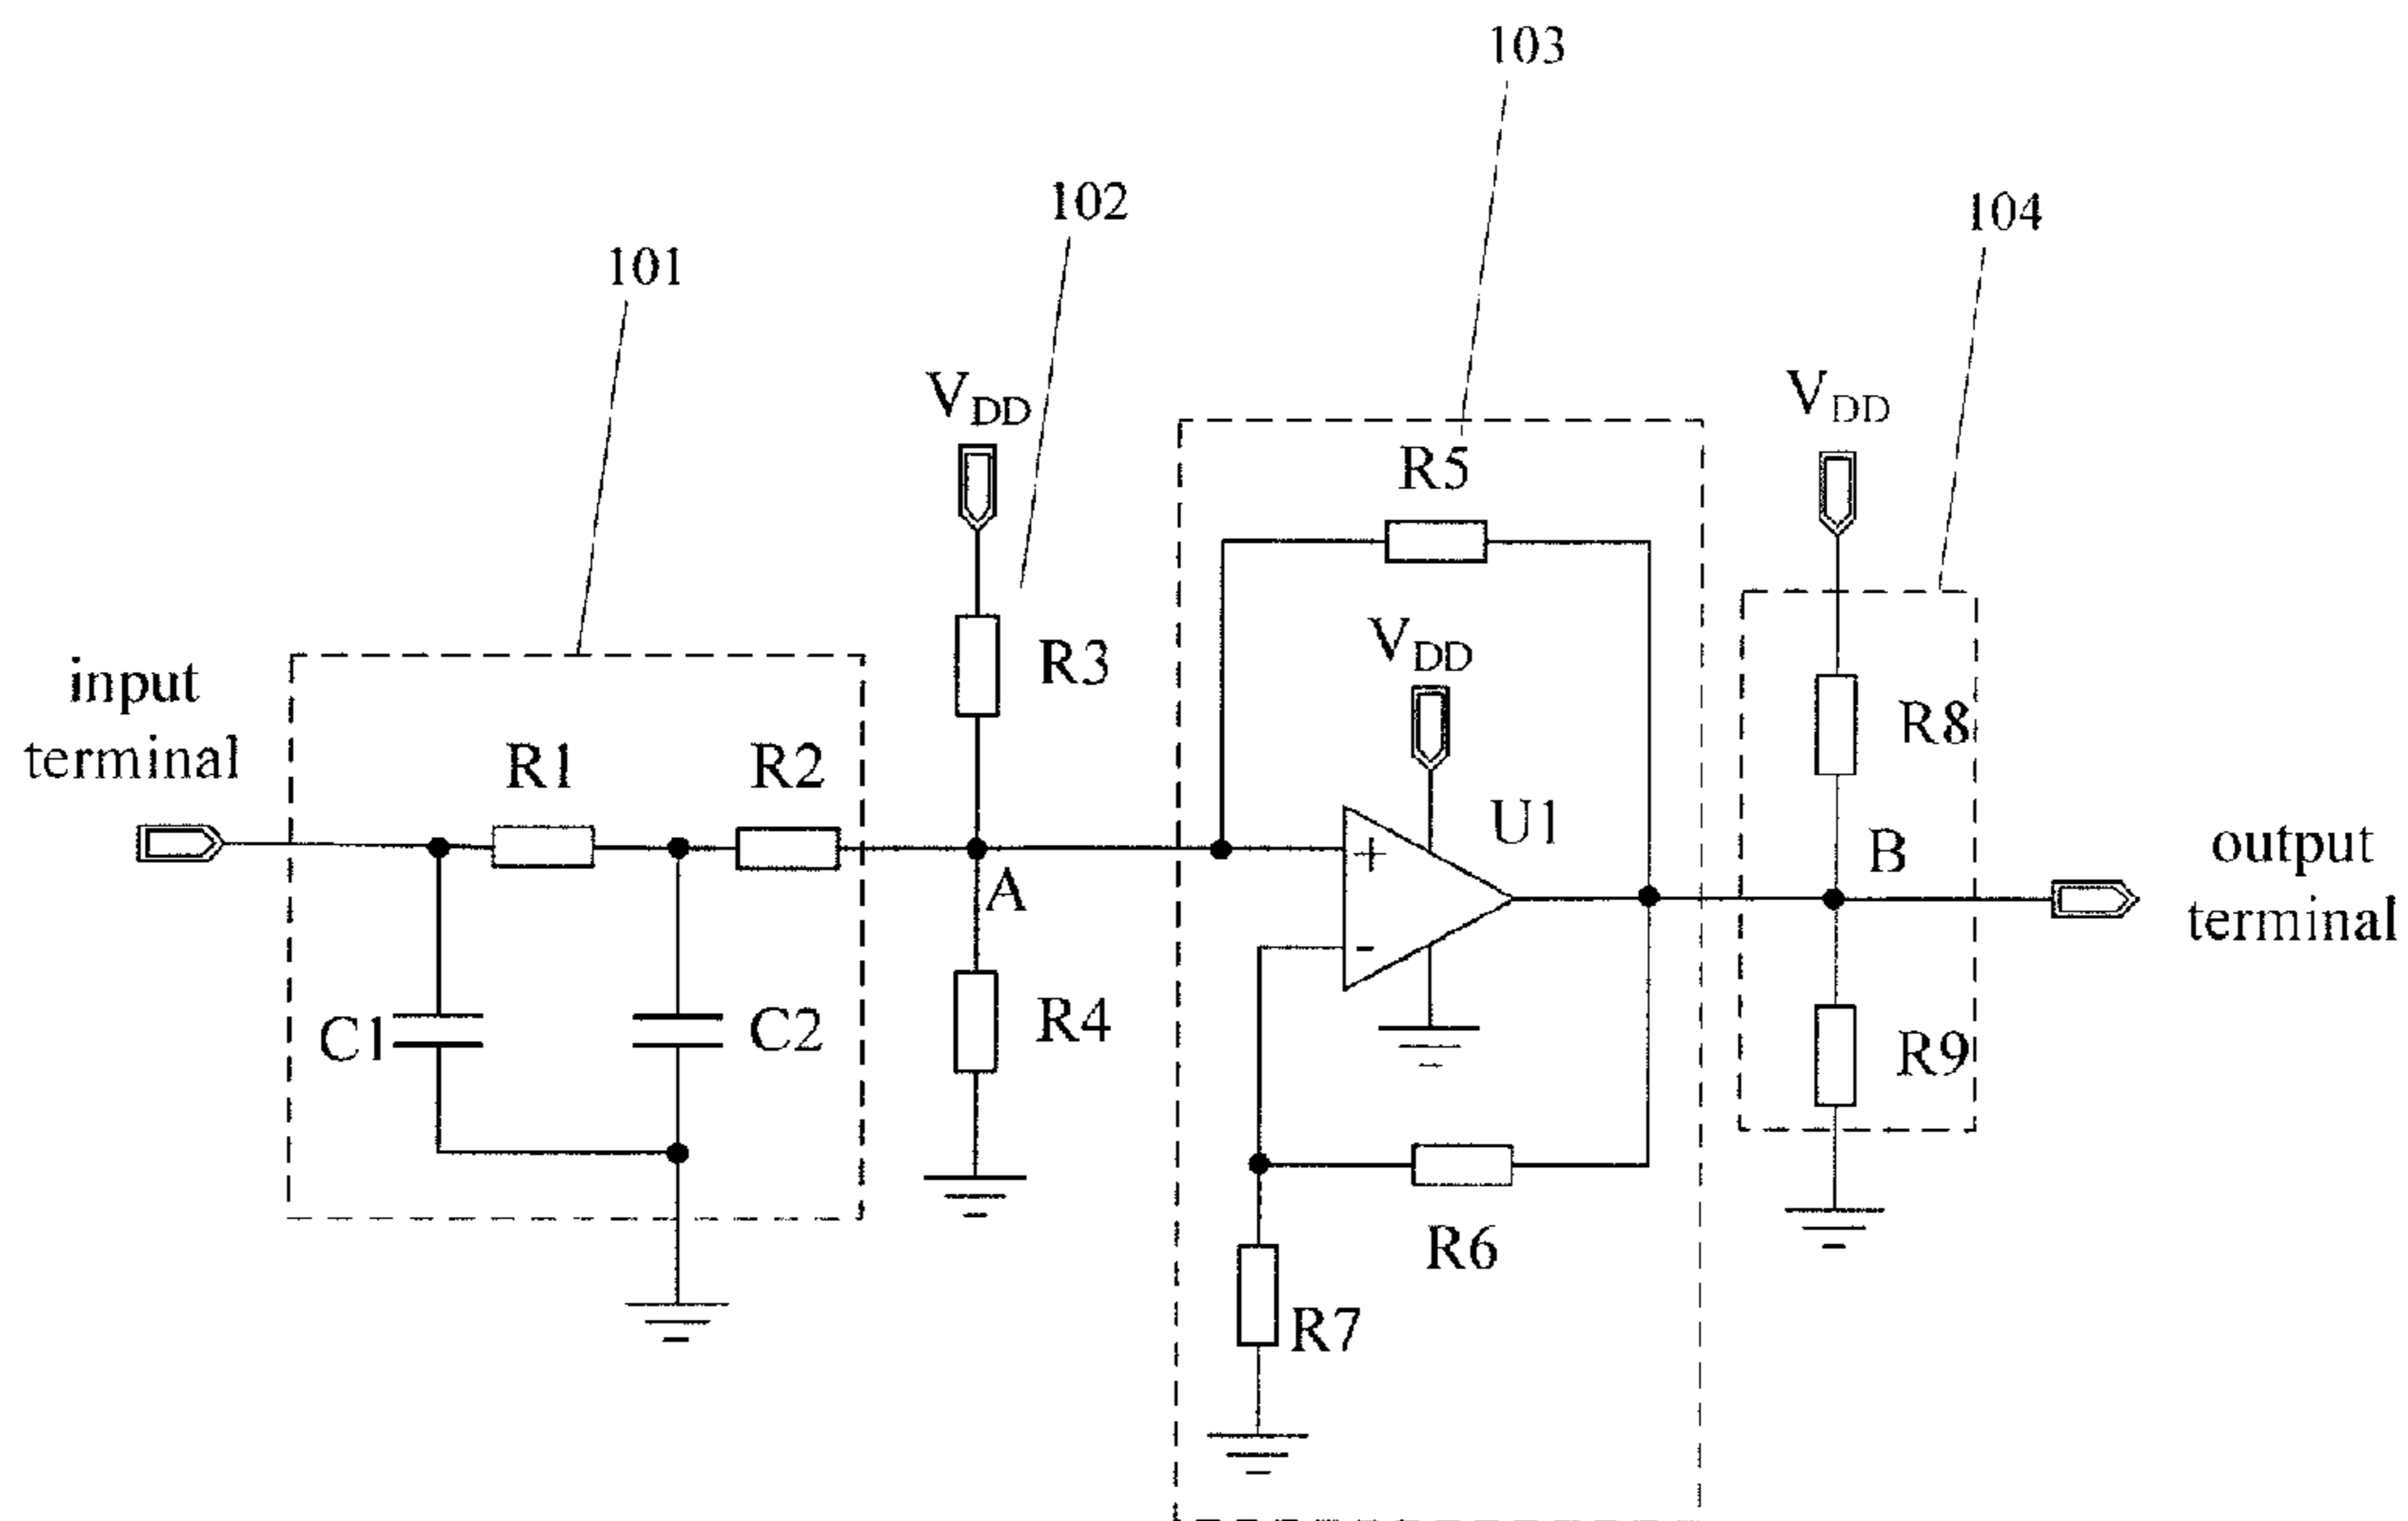 103
102
104
101
VDD
VDD
R5
VDD
R3
input
terminal
R8
R1
R2
U1
output
terminal
+
A
B
-
C1
C2
R4
R9
R6
R7